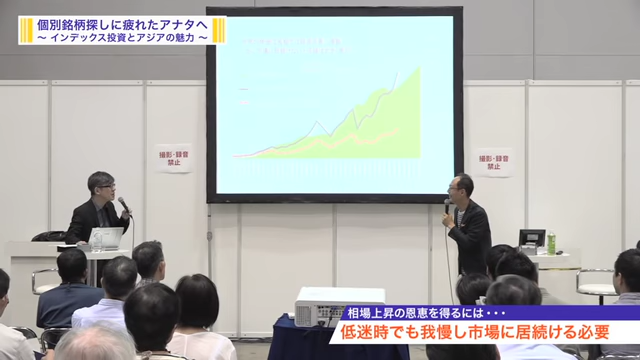 個別銘柄探しに疲れたアナタへ
～ インデックス投資とアジアの魅力 ～
撮影・録音
禁止
撮影・録音
禁止
相場上昇の恩恵を得るには・・・
低迷時でも我慢し市場に居続ける必要